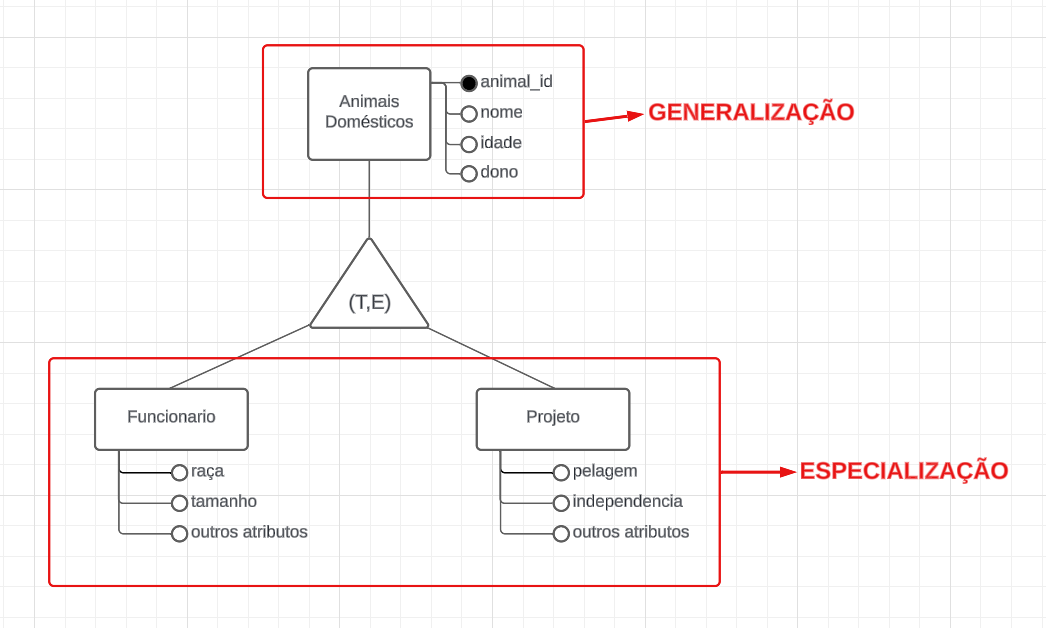 animal_id
Animais
Domésticos
nome
GENERALIZAÇÃO
idade
dono
(T,E)
Funcionario
Projeto
raça
pelagem
ESPECIALIZAÇÃO
tamanho
independencia
outros atributos
outros atributos